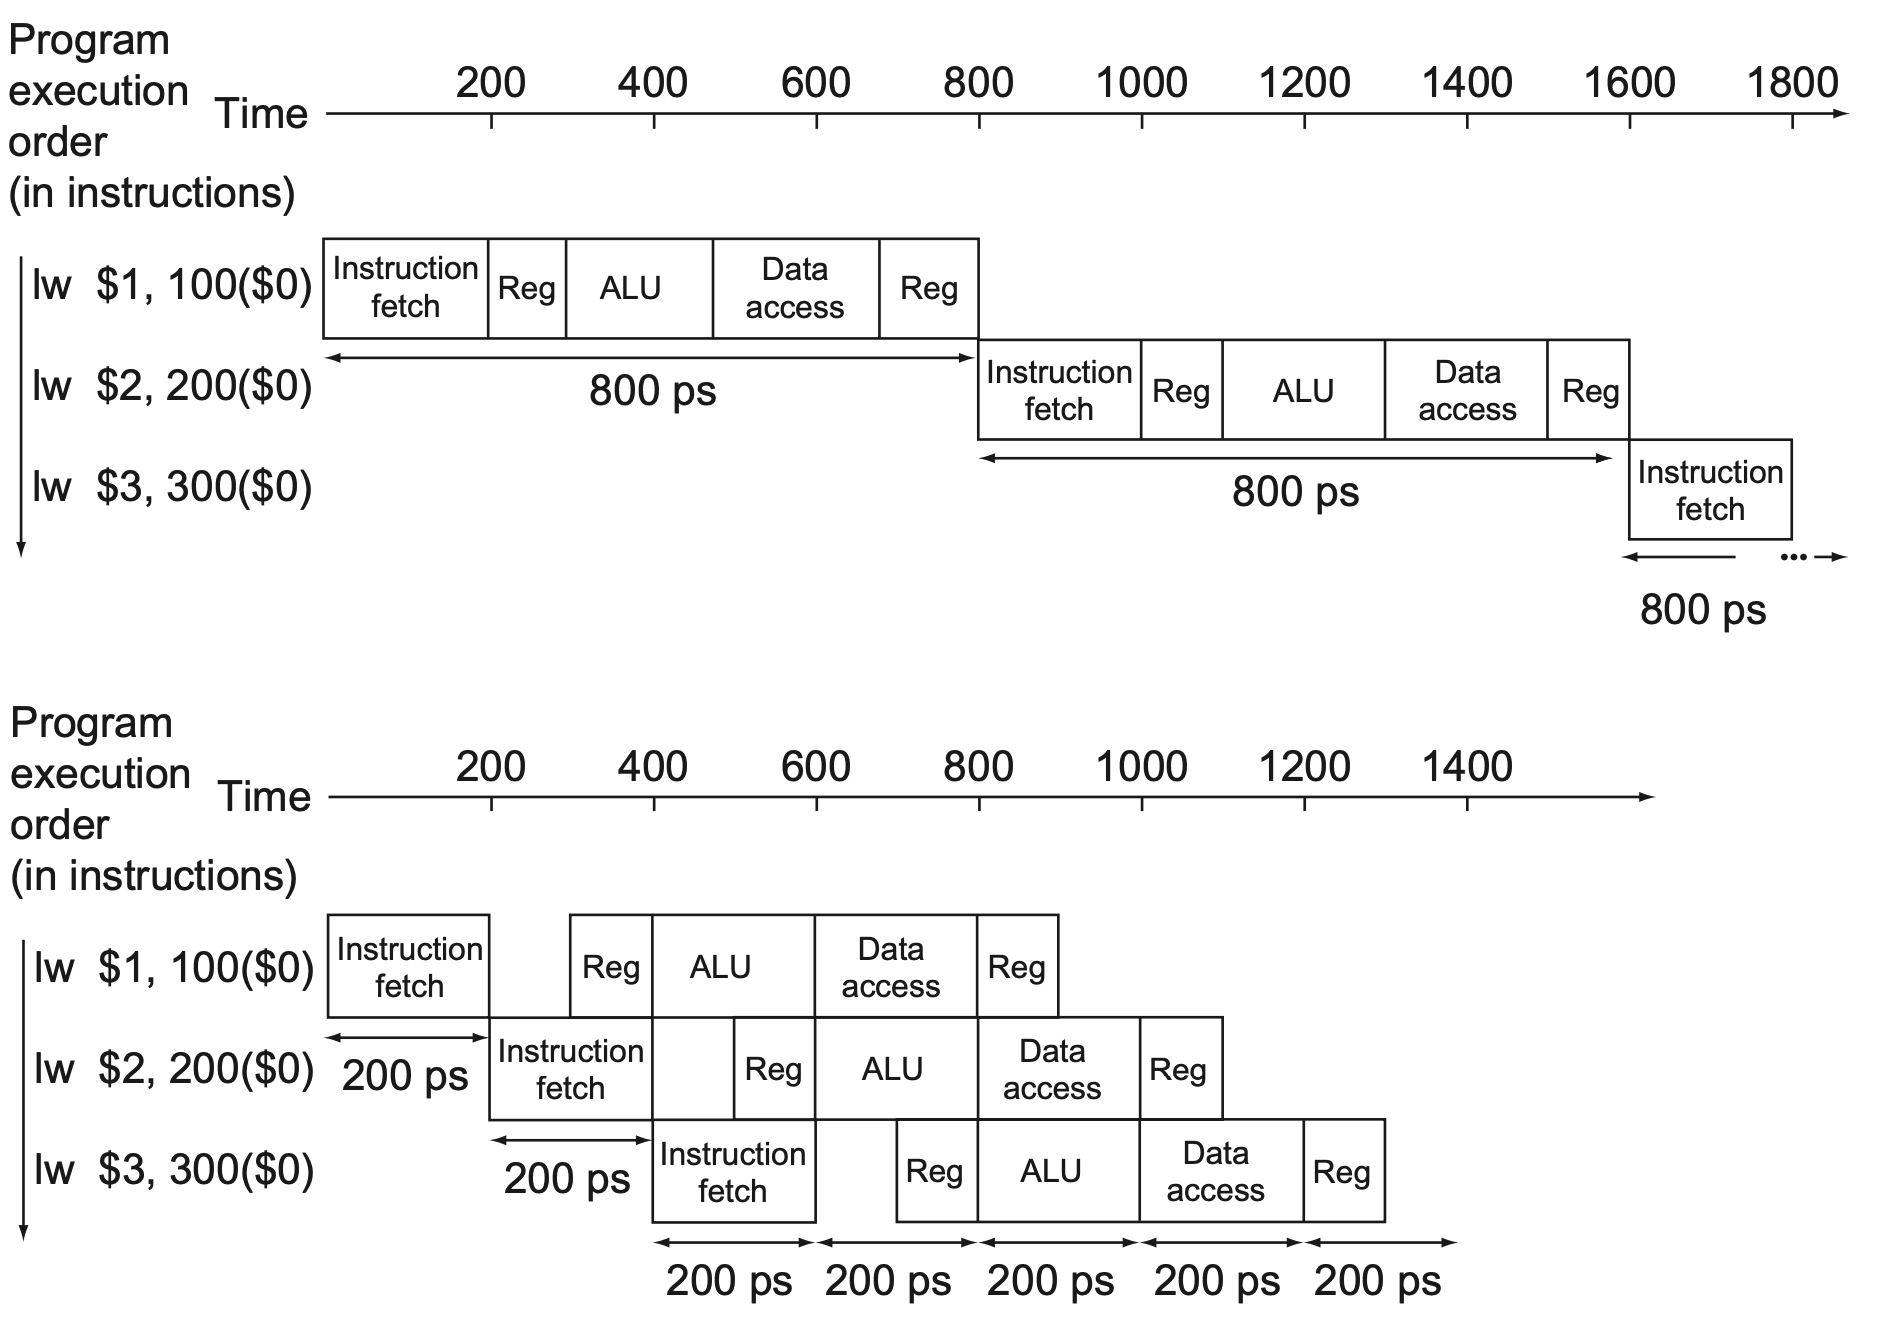 Program
execution
order
(in instructions)
Time
200 400 600 800 1000 1200 1400 1600 1800
lw $1, 100($0)
Instruction
fetch
Reg
ALU
Data
access
Reg
800 ps
lw $2, 200($0)
Instruction
fetch
Reg
ALU
Data
access
Reg
800 ps
lw $3, 300($0)
Instruction
fetch
...
800 ps
Program
execution
order
(in instructions)
Time
200 400 600 800 1000 1200 1400
lw $1, 100($0)
Instruction
fetch
Reg
ALU
Data
access
Reg
200 ps
lw $2, 200($0)
Instruction
fetch
Reg
ALU
Data
access
Reg
200 ps
lw $3, 300($0)
Instruction
fetch
Reg
ALU
Data
access
Reg
200 ps 200 ps 200 ps 200 ps 200 ps